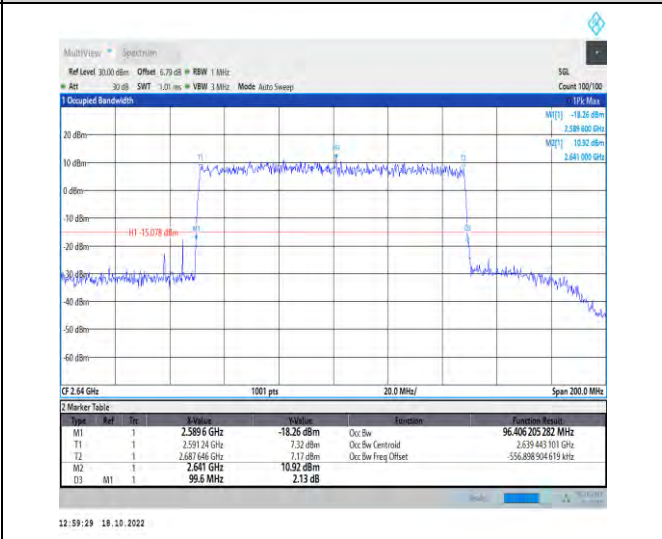 MultiView Spectrum
Ref Level 30.00 dBm Offset 6.79 dB RBW 1 MHz SGL
Att 30 dB SWT 1.01 ms VBW 3 MHz Mode Auto Sweep Count 100/100
1 Occupied Bandwidth 1Pk Max
M1[1] -18.26 dBm
2.589 600 GHz
M2[1] 10.92 dBm
2.641 000 GHz
20 dBm
10 dBm
0 dBm
-10 dBm
H1 -15.078 dBm
-20 dBm
-30 dBm
-40 dBm
-50 dBm
-60 dBm
T1
M2
T2
M1
D3
CF 2.64 GHz 1001 pts 20.0 MHz/ Span 200.0 MHz
2 Marker Table
Type Ref Trc X-Value Y-Value Function Function Result
M1 1 2.589 6 GHz -18.26 dBm Occ Bw 96.406 205 282 MHz
T1 1 2.591 24 GHz 7.32 dBm Occ Bw Centroid 2.639 443 101 GHz
T2 1 2.687 646 GHz 7.17 dBm Occ Bw Freq Offset -556.898 904 619 kHz
M2 1 2.641 GHz 10.92 dBm
D3 M1 1 99.6 MHz 2.13 dB
12:59:29 18.10.2022